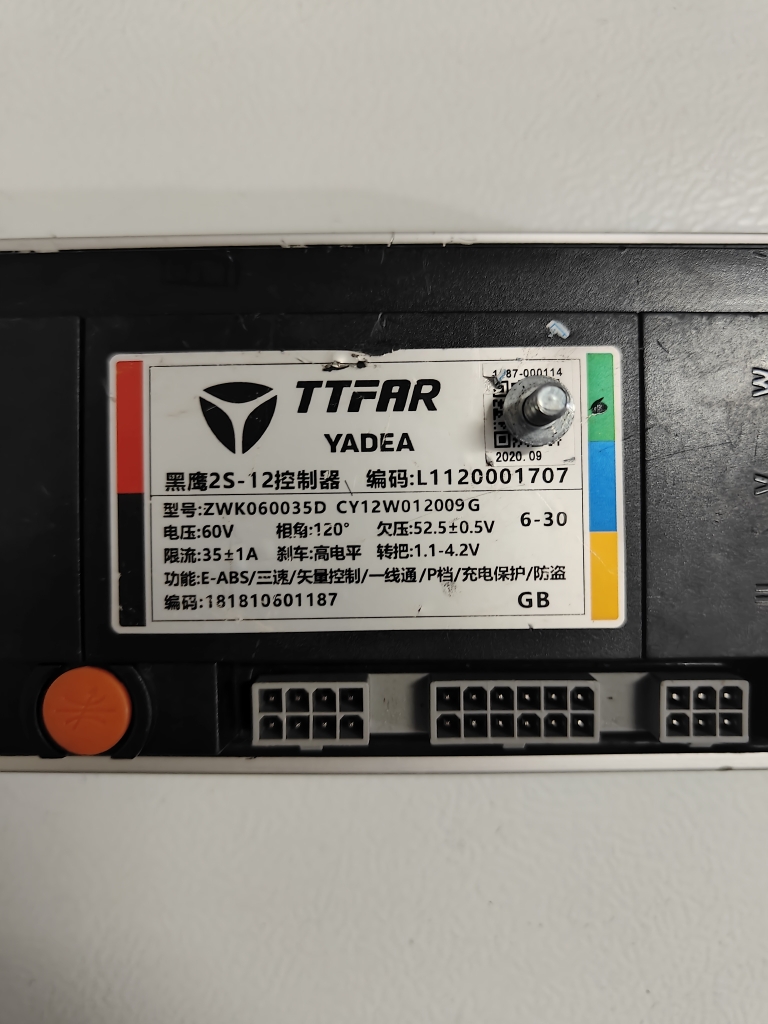 TTFAR
YADEA
1187-000114
2020.09
黑鹰2S-12控制器 编码:L1120001707
型号:ZWK060035D CY12W012009G
6-30
电压:60V 相角:120° 欠压:52.5±0.5V
限流:35±1A 刹车:高电平 转把:1.1-4.2V
功能:E-ABS/三速/矢量控制/一线通/P档/充电保护/防盗
编码:181810601187
GB
W
V
U